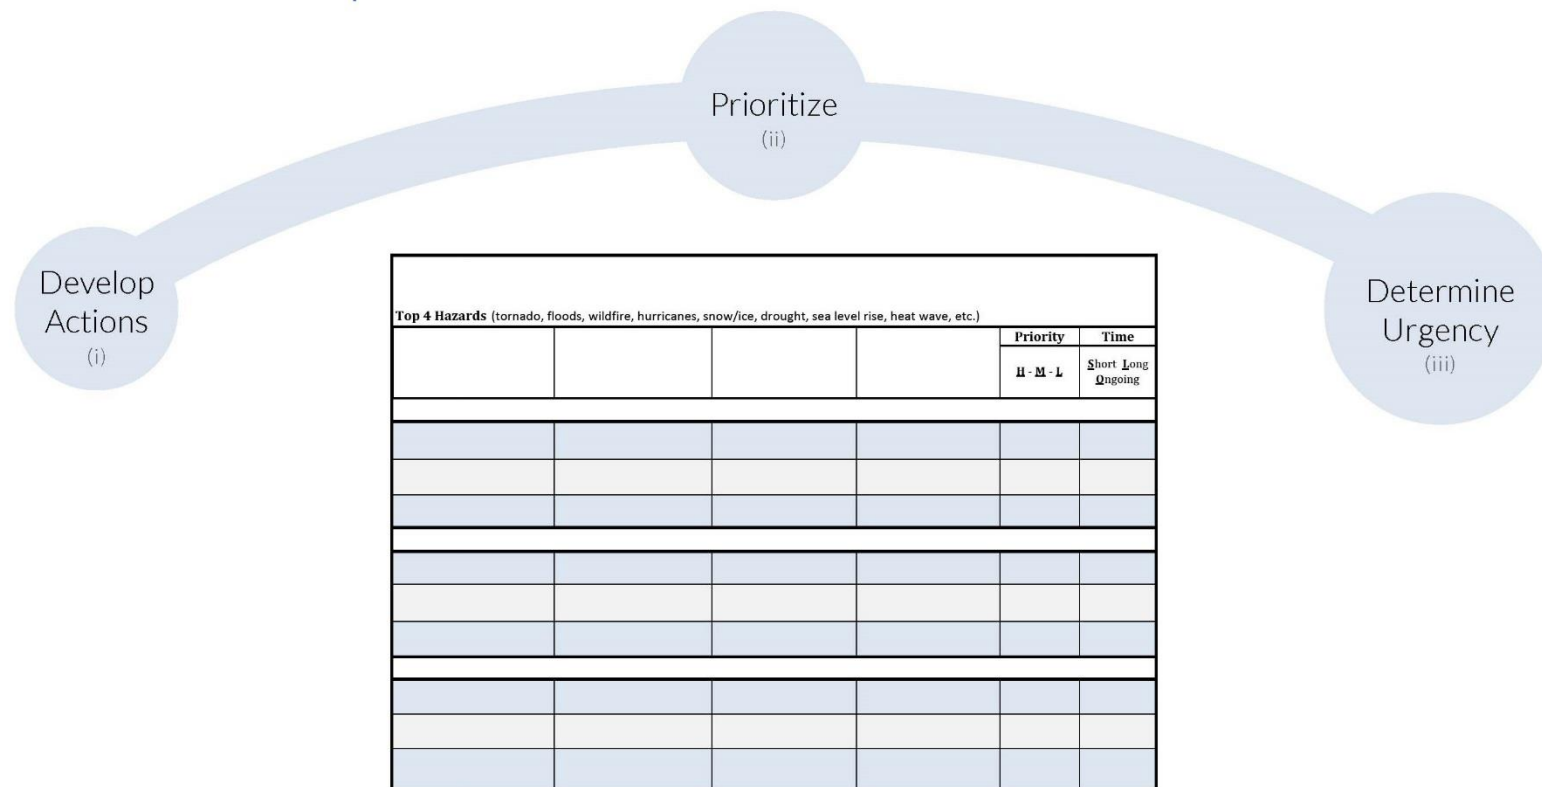 Prioritize
(ii)
Develop
Actions
(i)
Determine
Urgency
(iii)
Top 4 Hazards (tornado, floods, wildfire, hurricanes, snow/ice, drought, sea level rise, heat wave, etc.)
Priority Time
H - M - L
Short Long
Ongoing